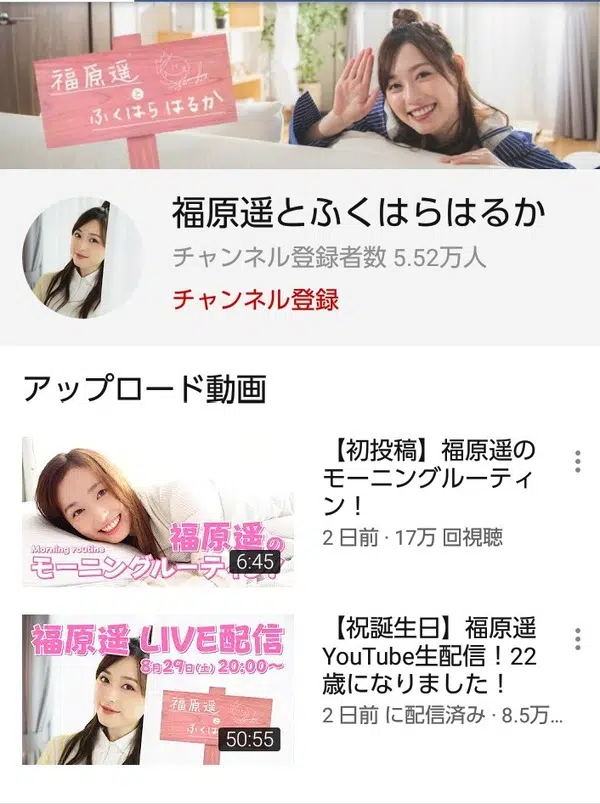 福原遥
と
ふくはら はるか
福原遥とふくはらはるか
チャンネル登録者数 5.52万人
チャンネル登録
アップロード動画
福原遥の
Morning routine
モーニングルーテ
6:45
【初投稿】福原遥の
モーニングルーティ
ン！
2 日前 · 17万 回視聴
福原遥 LIVE配信
8月29日(土) 20:00～
福原遥
と
ふくは
50:55
【祝誕生日】福原遥
YouTube生配信！22
歳になりました！
2 日前 に配信済み · 8.5万…